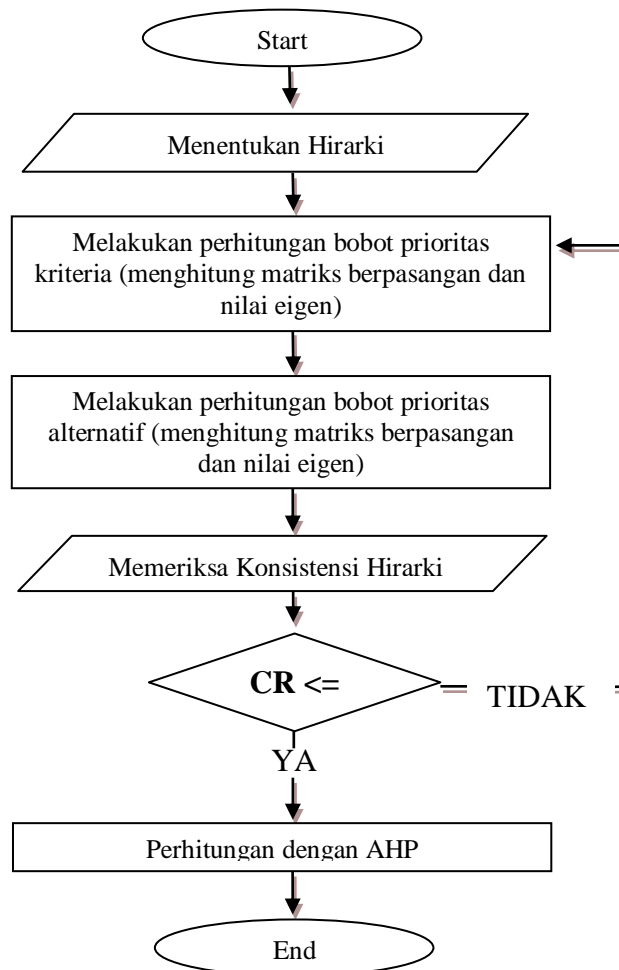 Start
Menentukan Hirarki
Melakukan perhitungan bobot prioritas
kriteria (menghitung matriks berpasangan dan
nilai eigen)
Melakukan perhitungan bobot prioritas
alternatif (menghitung matriks berpasangan
dan nilai eigen)
Memeriksa Konsistensi Hirarki
CR <=
TIDAK
YA
Perhitungan dengan AHP
End